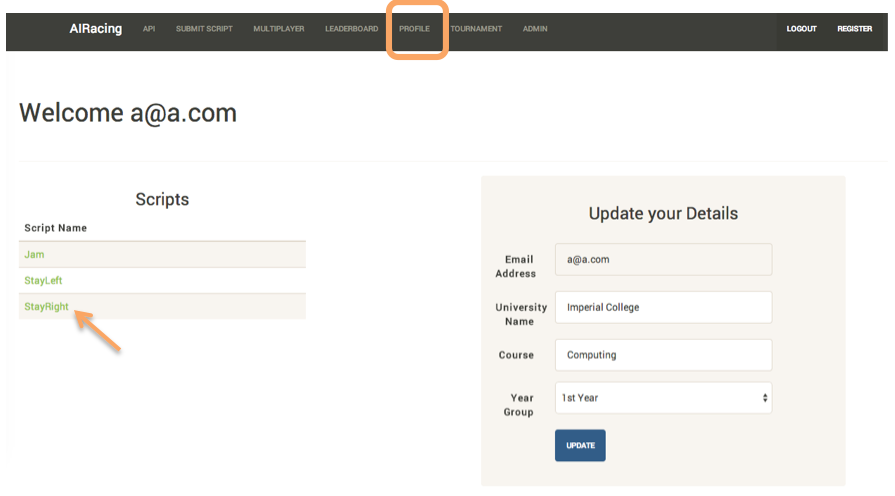 AIRacing API SUBMIT SCRIPT MULTIPLAYER LEADERBOARD PROFILE TOURNAMENT ADMIN LOGOUT REGISTER
Welcome a@a.com
Scripts
Script Name
Jam
StayLeft
StayRight
Update your Details
Email
Address
a@a.com
University
Name
Imperial College
Course
Computing
Year
Group
1st Year
UPDATE